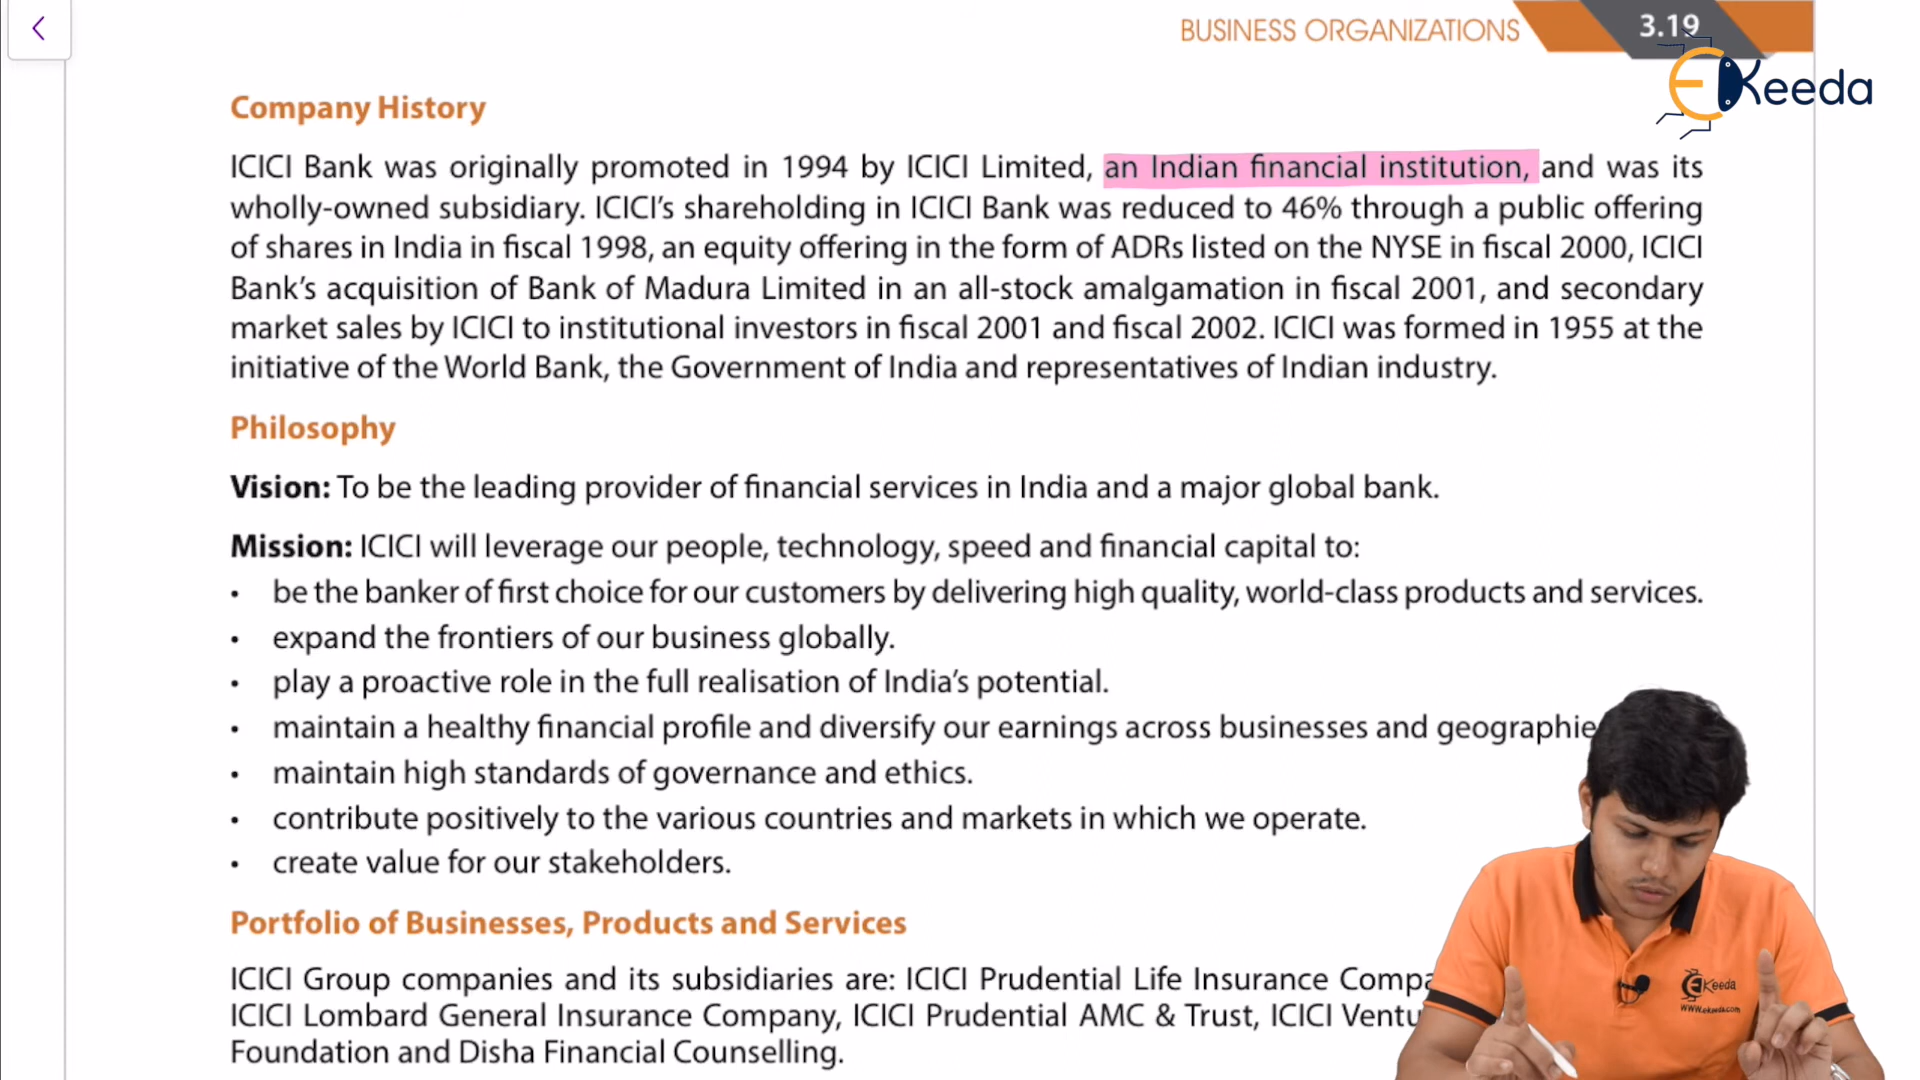 BUSINESS ORGANIZATIONS 3.19
Keeda
Company History
ICICI Bank was originally promoted in 1994 by ICICI Limited, an Indian financial institution, and was its
wholly-owned subsidiary. ICICI's shareholding in ICICI Bank was reduced to 46% through a public offering
of shares in India in fiscal 1998, an equity offering in the form of ADRs listed on the NYSE in fiscal 2000, ICICI
Bank's acquisition of Bank of Madura Limited in an all-stock amalgamation in fiscal 2001, and secondary
market sales by ICICI to institutional investors in fiscal 2001 and fiscal 2002. ICICI was formed in 1955 at the
initiative of the World Bank, the Government of India and representatives of Indian industry.
Philosophy
Vision: To be the leading provider of financial services in India and a major global bank.
Mission: ICICI will leverage our people, technology, speed and financial capital to:
• be the banker of first choice for our customers by delivering high quality, world-class products and services.
• expand the frontiers of our business globally.
• play a proactive role in the full realisation of India's potential.
• maintain a healthy financial profile and diversify our earnings across businesses and geographie
• maintain high standards of governance and ethics.
• contribute positively to the various countries and markets in which we operate.
• create value for our stakeholders.
Portfolio of Businesses, Products and Services
ICICI Group companies and its subsidiaries are: ICICI Prudential Life Insurance Compa
ICICI Lombard General Insurance Company, ICICI Prudential AMC & Trust, ICICI Ventu
Foundation and Disha Financial Counselling.
Keeda
www.ekeeda.com